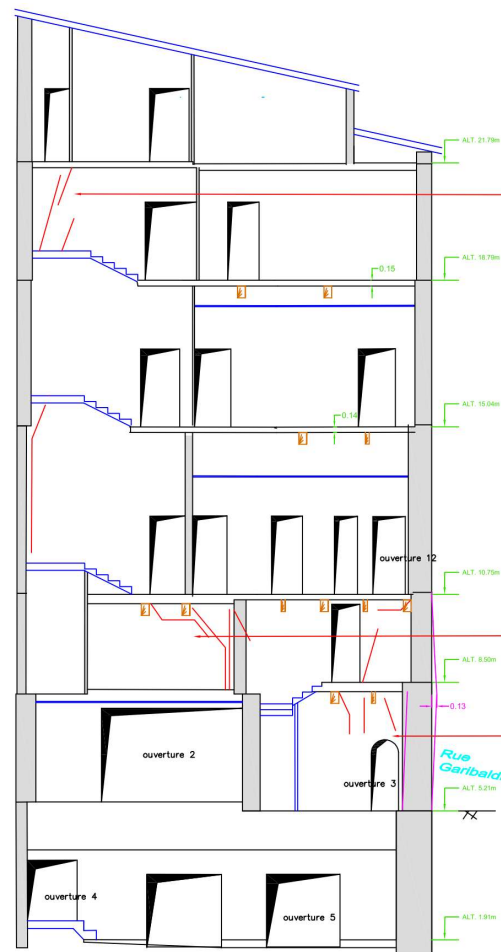 ALT. 21.79m
ALT. 18.79m
0.15
ALT. 15.04m
0.14
ouverture 12
ALT. 10.75m
ALT. 8.50m
0.13
ouverture 2
Rue
Garibald
ouverture 3
ALT. 5.21m
ouverture 4
ouverture 5
ALT. 1.91m